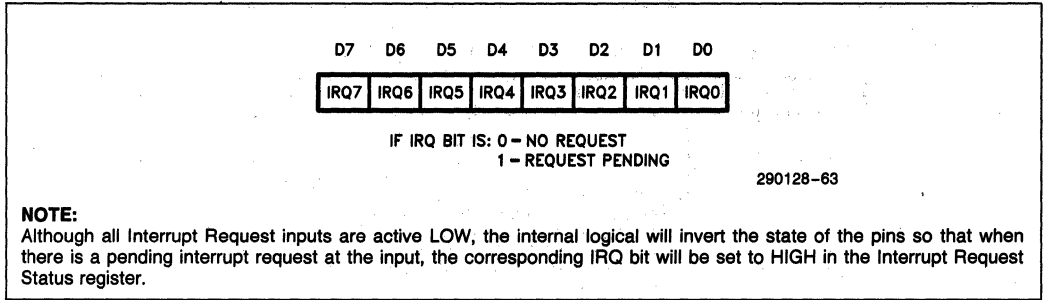 D7 D6 D5 D4 D3 D2 D1 D0
IRQ7 IRQ6 IRQ5 IRQ4 IRQ3 IRQ2 IRQ1 IRQ0
IF IRQ BIT IS: 0 – NO REQUEST
1 – REQUEST PENDING
290128–63
NOTE:
Although all Interrupt Request inputs are active LOW, the internal logical will invert the state of the pins so that when
there is a pending interrupt request at the input, the corresponding IRQ bit will be set to HIGH in the Interrupt Request
Status register.